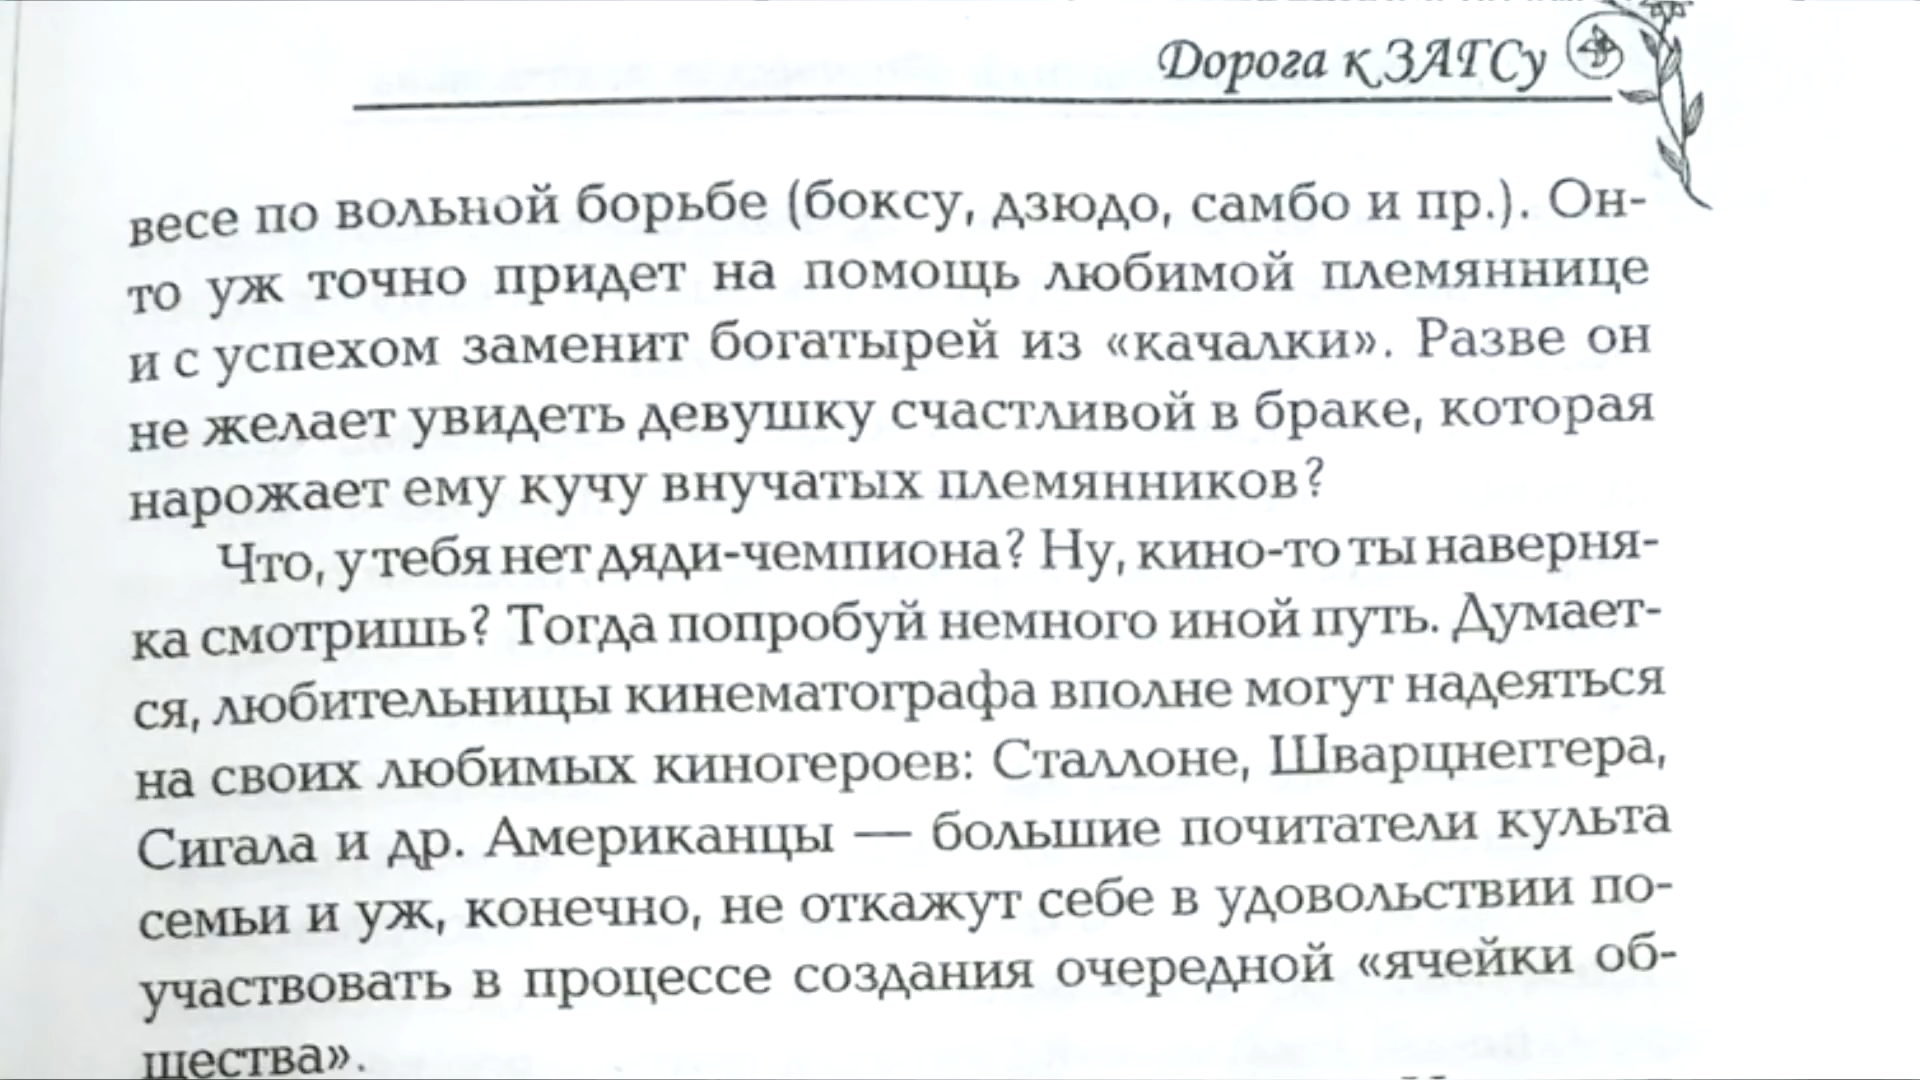 Дорога к ЗАГСу
весе по вольной борьбе (боксу, дзюдо, самбо и пр.). Он-
то уж точно придет на помощь любимой племяннице
и с успехом заменит богатырей из «качалки». Разве он
не желает увидеть девушку счастливой в браке, которая
нарожает ему кучу внучатых племянников?
Что, у тебя нет дяди-чемпиона? Ну, кино-то ты наверня-
ка смотришь? Тогда попробуй немного иной путь. Думает-
ся, любительницы кинематографа вполне могут надеяться
на своих любимых киногероев: Сталлоне, Шварцнеггера,
Сигала и др. Американцы — большие почитатели культа
семьи и уж, конечно, не откажут себе в удовольствии по-
участвовать в процессе создания очередной «ячейки об-
щества».